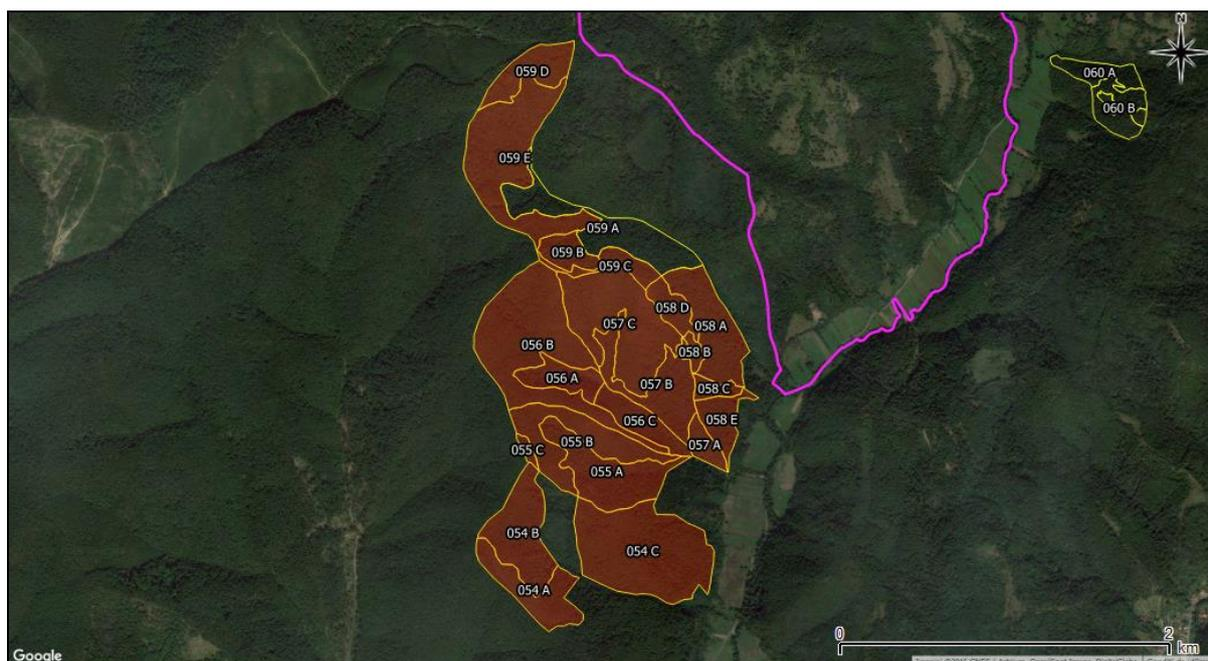 N
059 D
060 A
060 B
059 E
059 A
059 B
059 C
058 D
057 C
058 A
056 B
058 B
056 A
057 B
058 C
056 C
058 E
055 B
057 A
055 C
055 A
054 B
054 C
054 A
0
2
km
Google